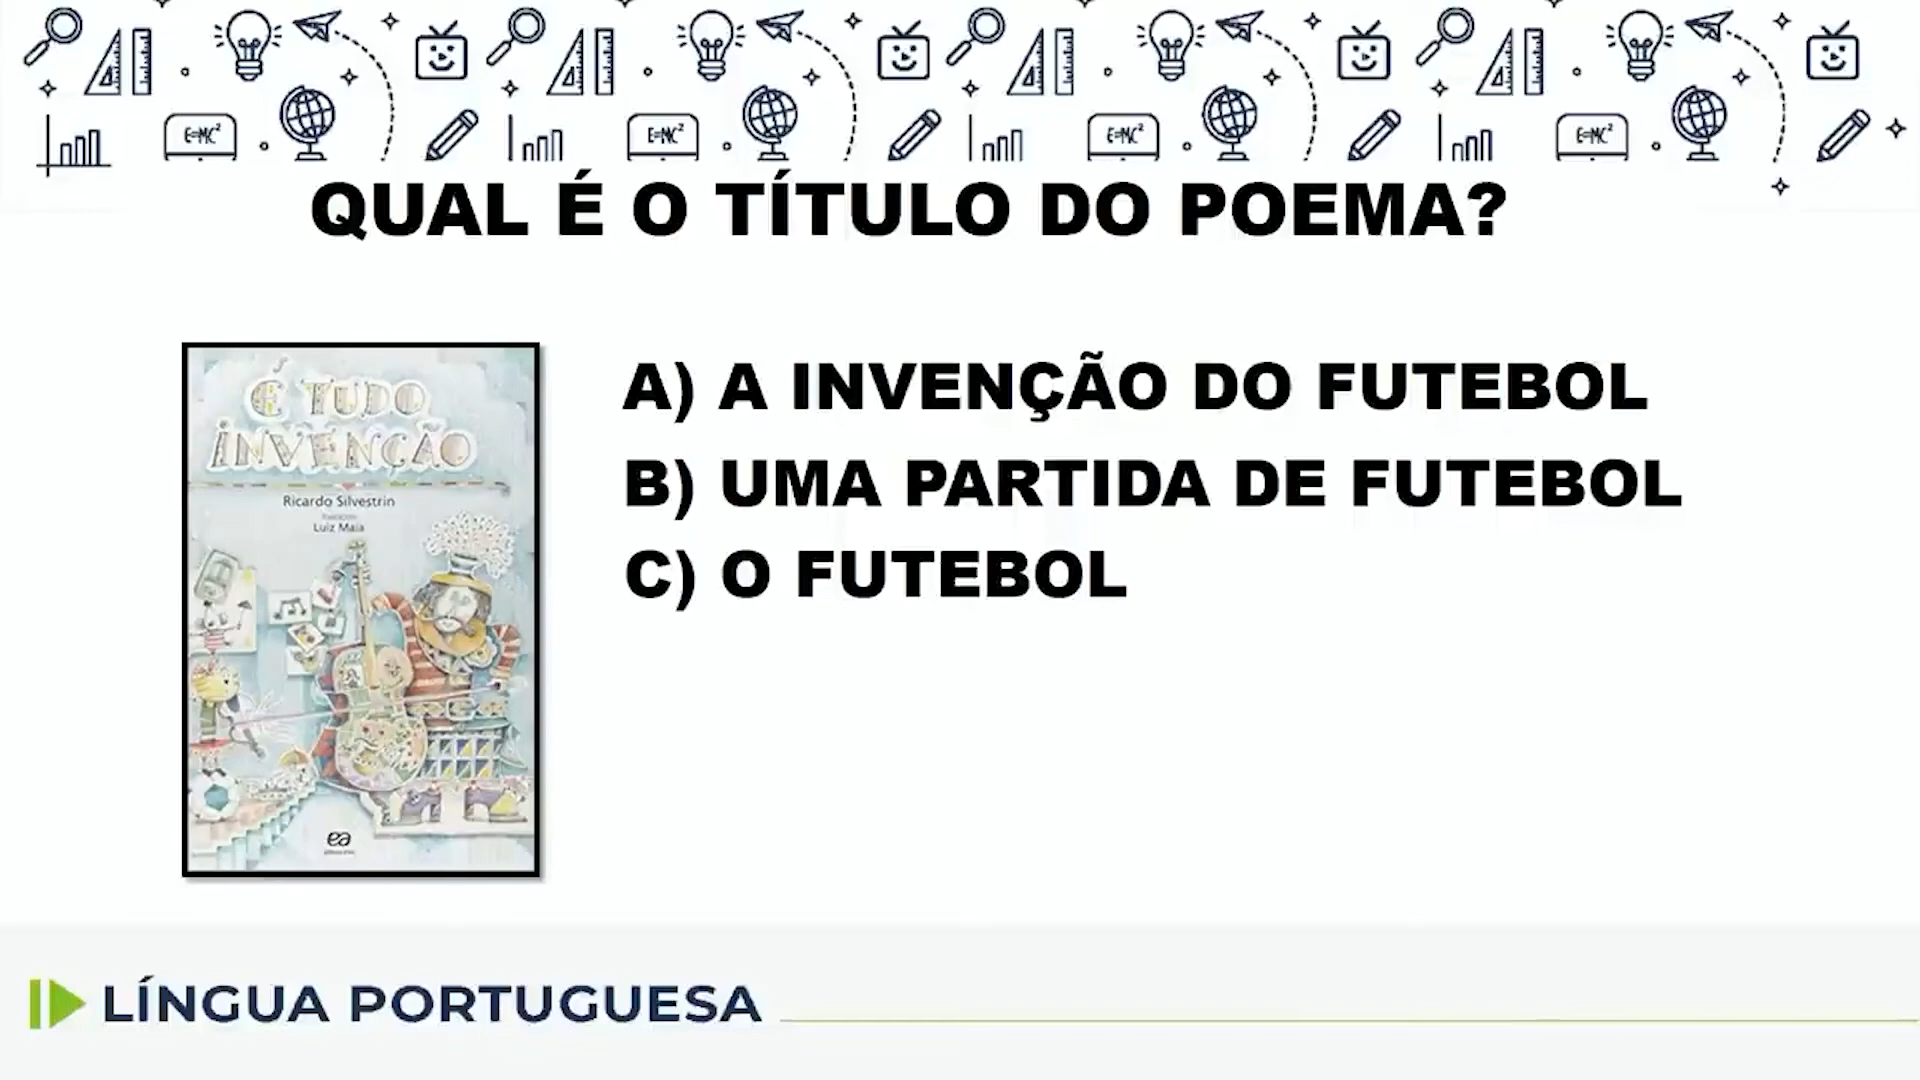 E=MC² E=MC² E=MC² E=MC²
QUAL É O TÍTULO DO POEMA?
É TUDO
INVENÇÃO
Ricardo Silvestrin
Luiz Maia
ea
A) A INVENÇÃO DO FUTEBOL
B) UMA PARTIDA DE FUTEBOL
C) O FUTEBOL
LÍNGUA PORTUGUESA